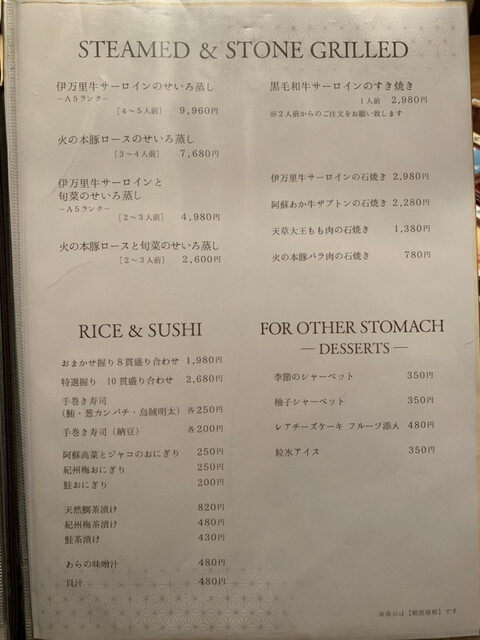 STEAMED & STONE GRILLED
伊万里牛サーロインのせいろ蒸し
－A5ランク－
[4～5人前] 9,960円
火の本豚ロースのせいろ蒸し
[3～4人前] 7,680円
伊万里牛サーロインと
旬菜のせいろ蒸し
－A5ランク－
[2～3人前] 4,980円
火の本豚ロースと旬菜のせいろ蒸し
[2～3人前] 2,600円
黒毛和牛サーロインのすき焼き
1人前 2,980円
※2人前からのご注文をお願い致します
伊万里牛サーロインの石焼き 2,980円
阿蘇あか牛ザブトンの石焼き 2,280円
天草大王もも肉の石焼き 1,380円
火の本豚バラ肉の石焼き 780円
RICE & SUSHI
おまかせ握り8貫盛り合わせ 1,980円
特選握り 10貫盛り合わせ 2,680円
手巻き寿司
(鮪・葱カンパチ・烏賊明太) 各250円
手巻き寿司(納豆) 各200円
阿蘇高菜とジャコのおにぎり 250円
紀州梅おにぎり 250円
鮭おにぎり 200円
天然鯛茶漬け 820円
紀州梅茶漬け 480円
鮭茶漬け 430円
あらの味噌汁 480円
貝汁 480円
FOR OTHER STOMACH
— DESSERTS —
季節のシャーベット 350円
柚子シャーベット 350円
レアチーズケーキ フルーツ添え 480円
粒氷アイス 350円
※表示は【税別価格】です